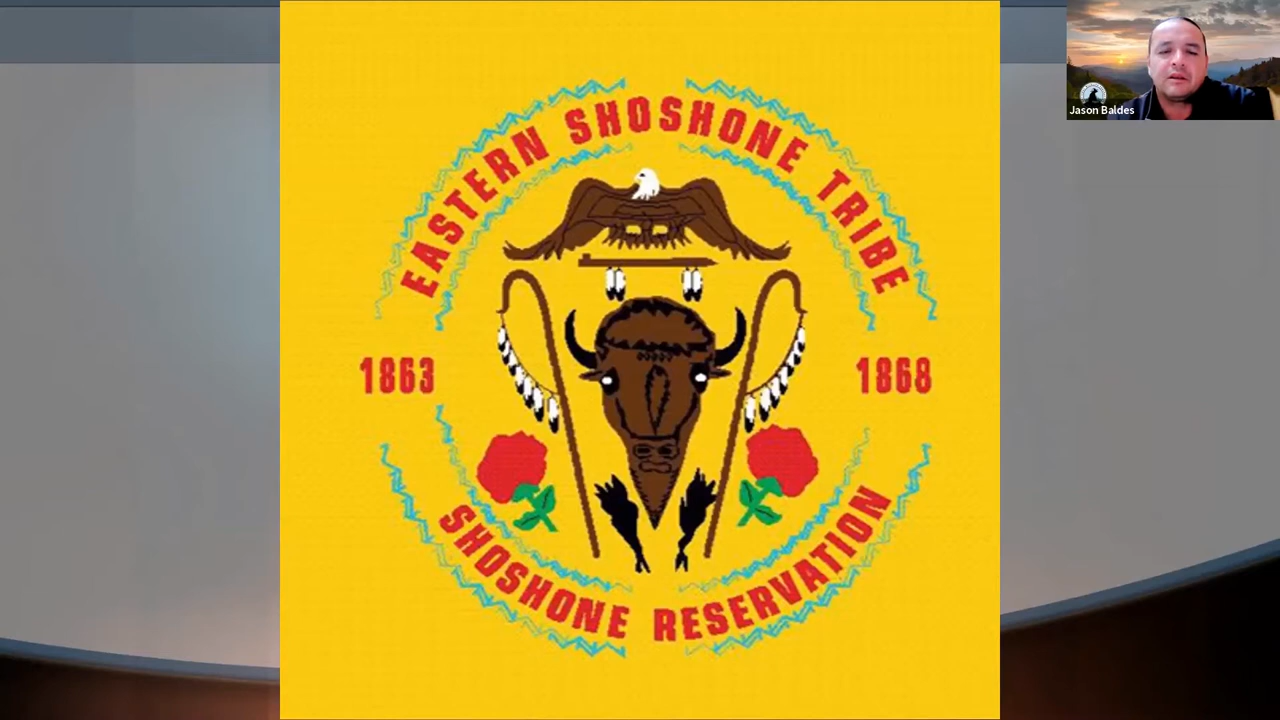 EASTERN SHOSHONE TRIBE
1863
1868
SHOSHONE RESERVATION
Jason Baldes